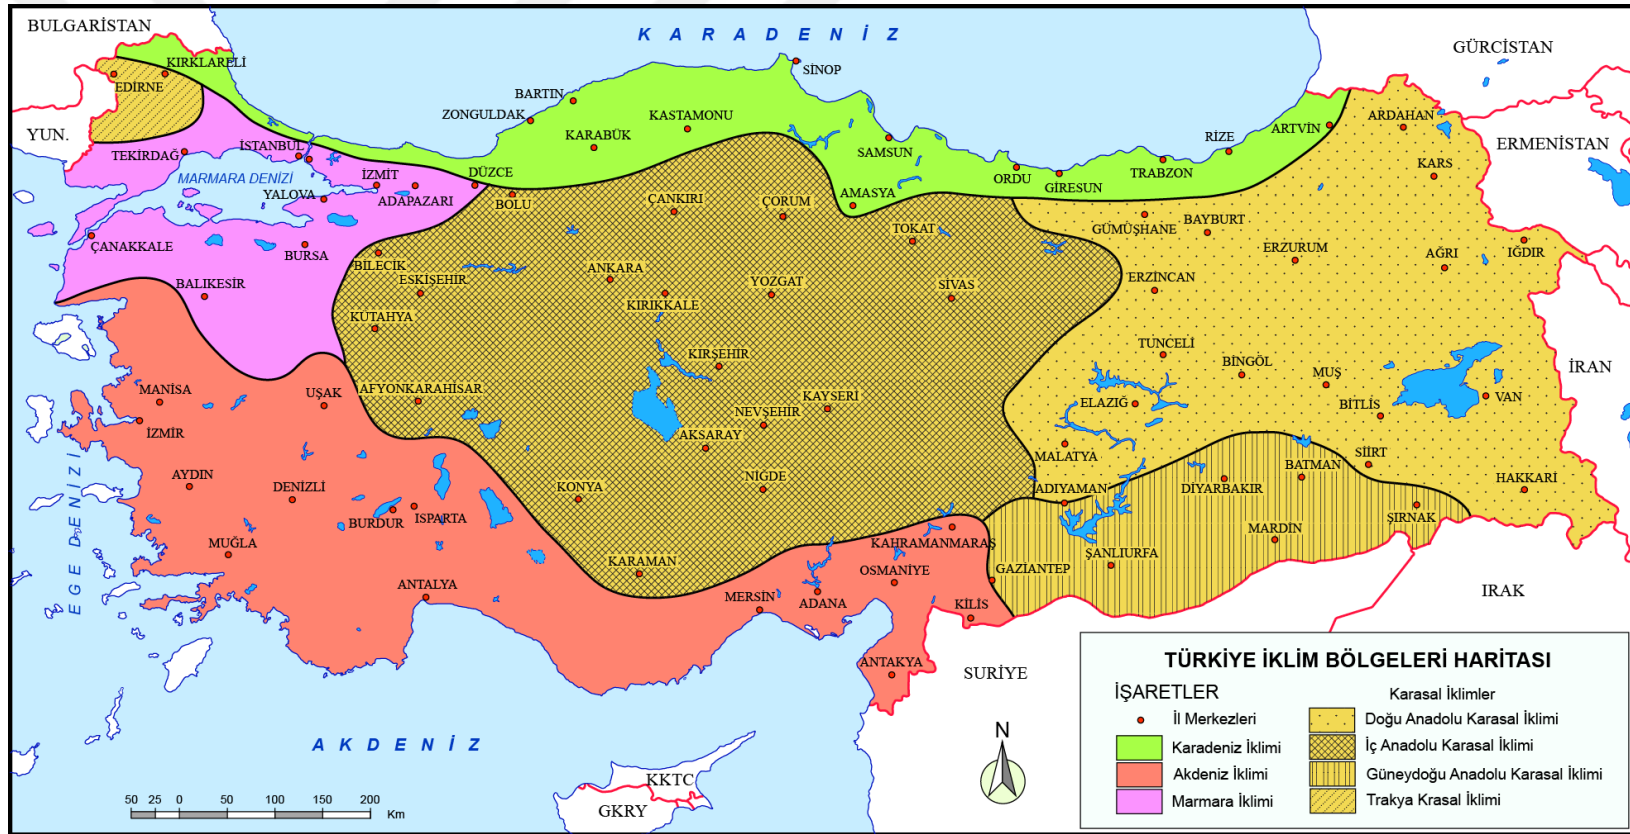 BULGARİSTAN
K A R A D E N İ Z
GÜRCİSTAN
SİNOP
KIRKLARELİ
EDİRNE
BARTIN
ZONGULDAK
KASTAMONU
KARABÜK
SAMSUN
ARTVİN
ARDAHAN
RİZE
YUN.
ERMENİSTAN
TEKİRDAĞ
İSTANBUL
MARMARA DENİZİ
İZMİT
DÜZCE
YALOVA
ADAPAZARI
BOLU
ORDU
GİRESUN
TRABZON
KARS
AMASYA
ÇANKIRI
ÇORUM
TOKAT
GÜMÜŞHANE
BAYBURT
ERZURUM
AĞRI
IĞDIR
ÇANAKKALE
BURSA
BİLECİK
ESKİŞEHİR
ANKARA
KIRIKKALE
YOZGAT
SİVAS
ERZİNCAN
BALIKESİR
KÜTAHYA
KIRŞEHİR
TUNCELİ
BİNGÖL
MUŞ
İRAN
MANİSA
UŞAK
AFYONKARAHİSAR
NEVŞEHİR
KAYSERİ
ELAZIĞ
BİTLİS
VAN
İZMİR
AKSARAY
MALATYA
SİİRT
AYDIN
DENİZLİ
KONYA
NİĞDE
ADIYAMAN
DİYARBAKIR
BATMAN
HAKKARİ
BURDUR
ISPARTA
ŞIRNAK
EGE DENİZİ
MUĞLA
KAHRAMANMARAŞ
MARDİN
ŞANLIURFA
KARAMAN
OSMANİYE
GAZİANTEP
ANTALYA
MERSİN
ADANA
KİLİS
IRAK
ANTAKYA
SURİYE
A K D E N İ Z
KKTC
GKRY
N
50 25 0 50 100 150 200
Km
TÜRKİYE İKLİM BÖLGELERİ HARİTASI
İŞARETLER
İl Merkezleri
Karadeniz İklimi
Akdeniz İklimi
Marmara İklimi
Karasal İklimler
Doğu Anadolu Karasal İklimi
İç Anadolu Karasal İklimi
Güneydoğu Anadolu Karasal İklimi
Trakya Krasal İklimi